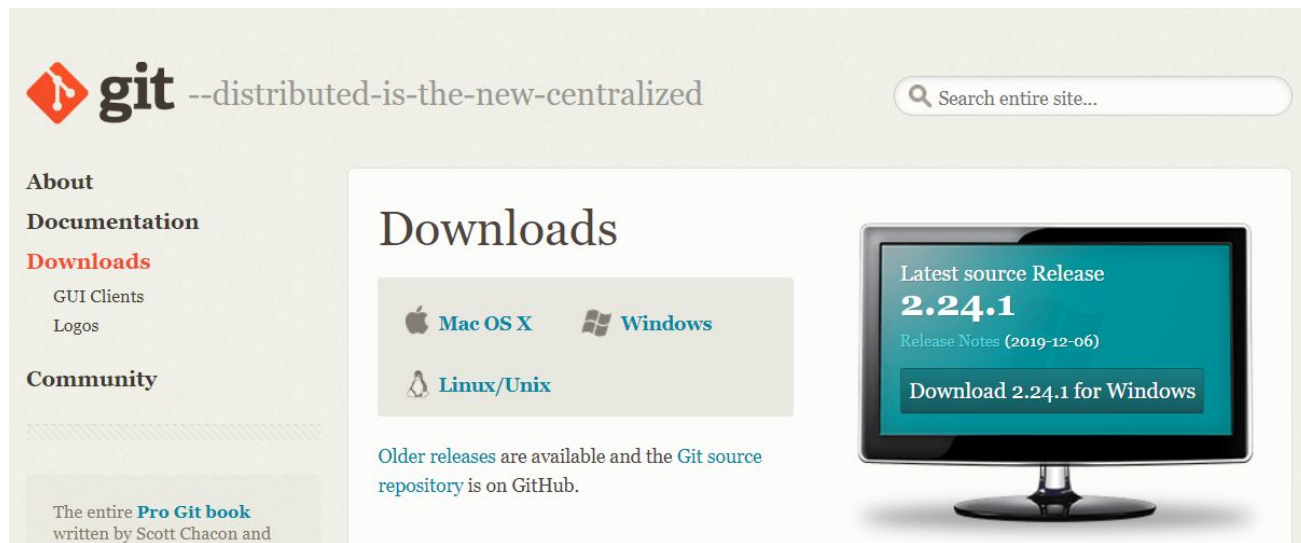 git --distributed-is-the-new-centralized
Search entire site...
About
Documentation
Downloads
GUI Clients
Logos
Community
The entire Pro Git book
written by Scott Chacon and
Downloads
Mac OS X
Windows
Linux/Unix
Older releases are available and the Git source
repository is on GitHub.
Latest source Release
2.24.1
Release Notes (2019-12-06)
Download 2.24.1 for Windows